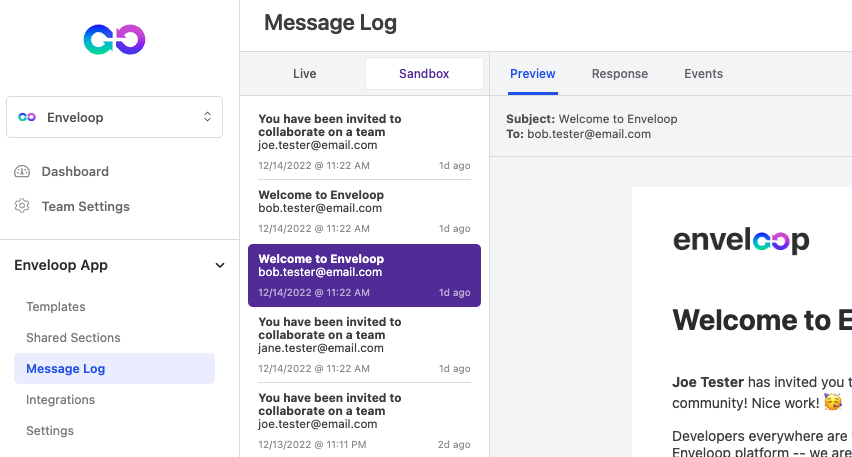 Message Log
Enveloop
Dashboard
Team Settings
Enveloop App
Templates
Shared Sections
Message Log
Integrations
Settings
Live
Sandbox
You have been invited to
collaborate on a team
joe.tester@email.com
12/14/2022 @ 11:22 AM 1d ago
Welcome to Enveloop
bob.tester@email.com
12/14/2022 @ 11:22 AM 1d ago
Welcome to Enveloop
bob.tester@email.com
12/14/2022 @ 11:22 AM 1d ago
You have been invited to
collaborate on a team
jane.tester@email.com
12/14/2022 @ 11:22 AM 1d ago
You have been invited to
collaborate on a team
joe.tester@email.com
12/13/2022 @ 11:11 PM 2d ago
Preview Response Events
Subject: Welcome to Enveloop
To: bob.tester@email.com
enveloop
Welcome to E
Joe Tester has invited you t
community! Nice work! 🥳
Developers everywhere are
Enveloop platform -- we are